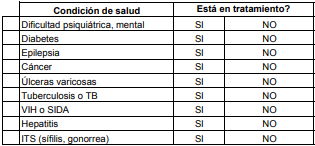 Condición de salud Está en tratamiento?
Dificultad psiquiátrica, mental SI NO
Diabetes SI NO
Epilepsia SI NO
Cáncer SI NO
Úlceras varicosas SI NO
Tuberculosis o TB SI NO
VIH o SIDA SI NO
Hepatitis SI NO
ITS (sífilis, gonorrea) SI NO